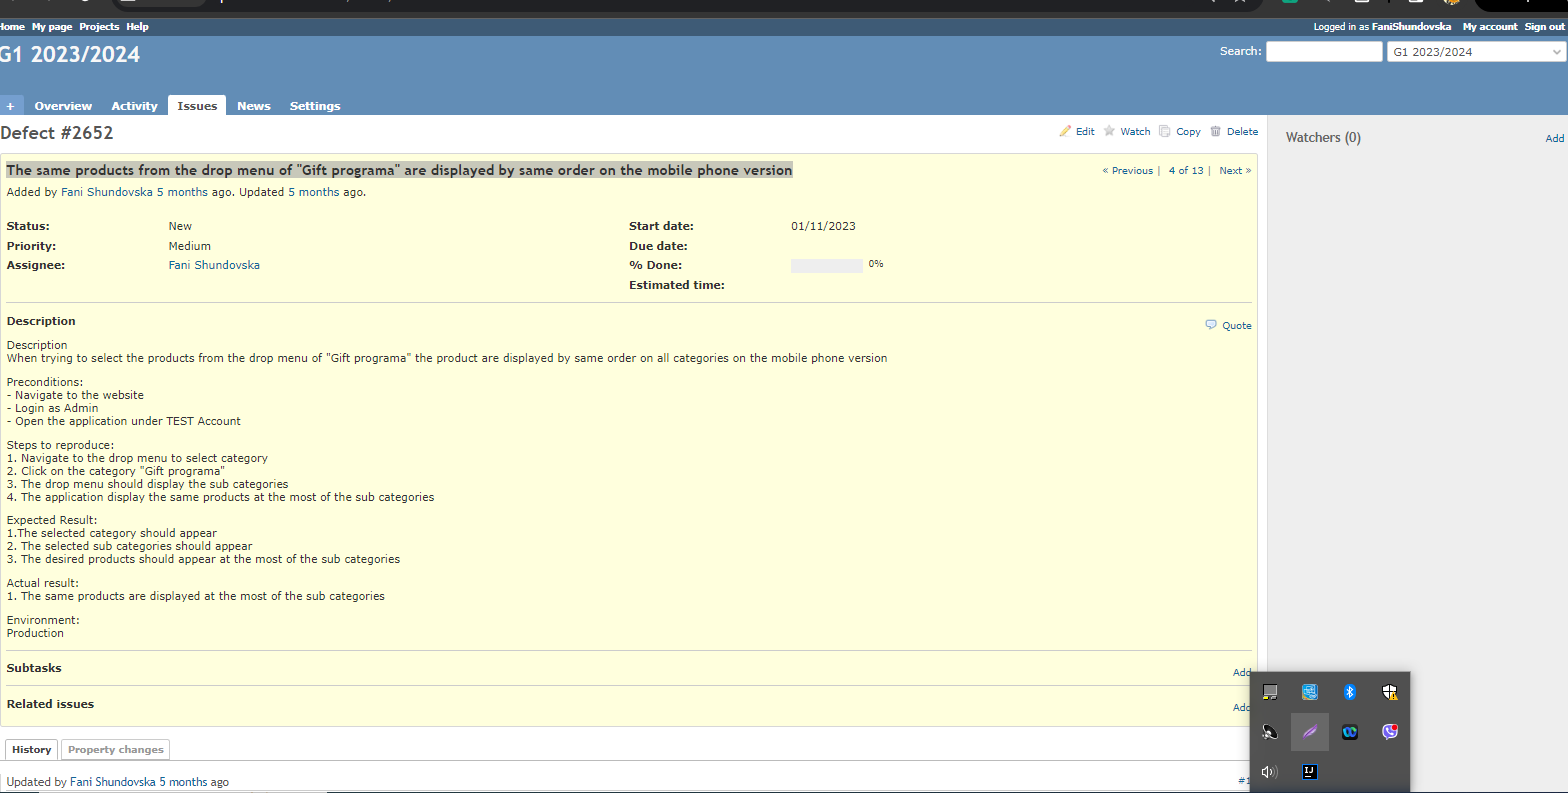 Home My page Projects Help
Logged in as FaniShundovska My account Sign out
G1 2023/2024
Search:
G1 2023/2024
+ Overview Activity Issues News Settings
Defect #2652
Edit Watch Copy Delete
Watchers (0)
Add
The same products from the drop menu of "Gift programa" are displayed by same order on the mobile phone version
« Previous | 4 of 13 | Next »
Added by Fani Shundovska 5 months ago. Updated 5 months ago.
Status: New
Start date: 01/11/2023
Priority: Medium
Due date:
Assignee: Fani Shundovska
% Done: 0%
Estimated time:
Description
Quote
Description
When trying to select the products from the drop menu of "Gift programa" the product are displayed by same order on all categories on the mobile phone version
Preconditions:
- Navigate to the website
- Login as Admin
- Open the application under TEST Account
Steps to reproduce:
1. Navigate to the drop menu to select category
2. Click on the category "Gift programa"
3. The drop menu should display the sub categories
4. The application display the same products at the most of the sub categories
Expected Result:
1.The selected category should appear
2. The selected sub categories should appear
3. The desired products should appear at the most of the sub categories
Actual result:
1. The same products are displayed at the most of the sub categories
Environment:
Production
Subtasks
Add
Related issues
Add
History Property changes
Updated by Fani Shundovska 5 months ago
#1
IJ